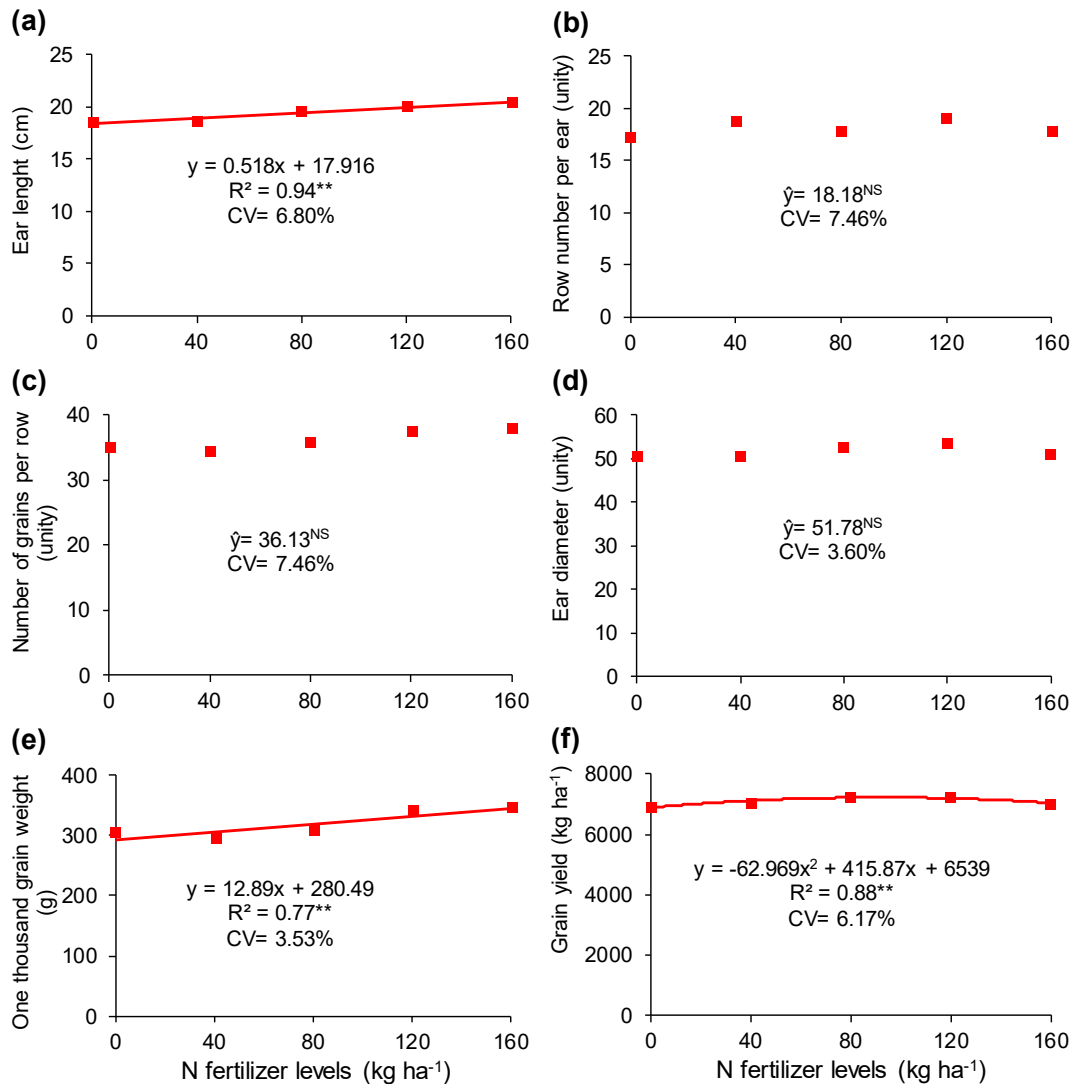 (a)
Ear lenght (cm)
25
20
15
10
5
0
y = 0.518x + 17.916
R² = 0.94**
CV= 6.80%
0 40 80 120 160
(b)
Row number per ear (unity)
25
20
15
10
5
0
ŷ = 18.18ᴺˢ
CV= 7.46%
0 40 80 120 160
(c)
Number of grains per row
(unity)
40
30
20
10
0
ŷ= 36.13ᴺˢ
CV= 7.46%
0 40 80 120 160
(d)
Ear diameter (unity)
60
50
40
30
20
10
0
ŷ= 51.78ᴺˢ
CV= 3.60%
0 40 80 120 160
(e)
One thousand grain weight
(g)
400
300
200
100
0
y = 12.89x + 280.49
R² = 0.77**
CV= 3.53%
0 40 80 120 160
N fertilizer levels (kg ha⁻¹)
(f)
Grain yield (kg ha⁻¹)
8000
6000
4000
2000
0
y = -62.969x² + 415.87x + 6539
R² = 0.88**
CV= 6.17%
0 40 80 120 160
N fertilizer levels (kg ha⁻¹)